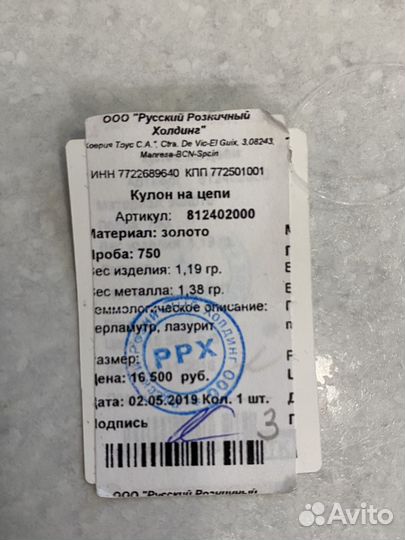 ООО "Русский Розничный
Холдинг"
Ctra. De Vic-El Guix, 3,08243,
Manresa-BCN-Spain
ИНН 7722689640 КПП 772501001
Кулон на цепи
Артикул: 812402000
Материал: золото
Проба: 750
Вес изделия: 1,19 гр.
Вес металла: 1,38 гр.
Геммологическое описание:
перламутр, лазурит
Размер:
Цена: 16 500 руб.
Дата: 02.05.2019 Кол. 1 шт.
Подпись
3
РРХ
ООО "Русский Розничный
Avito